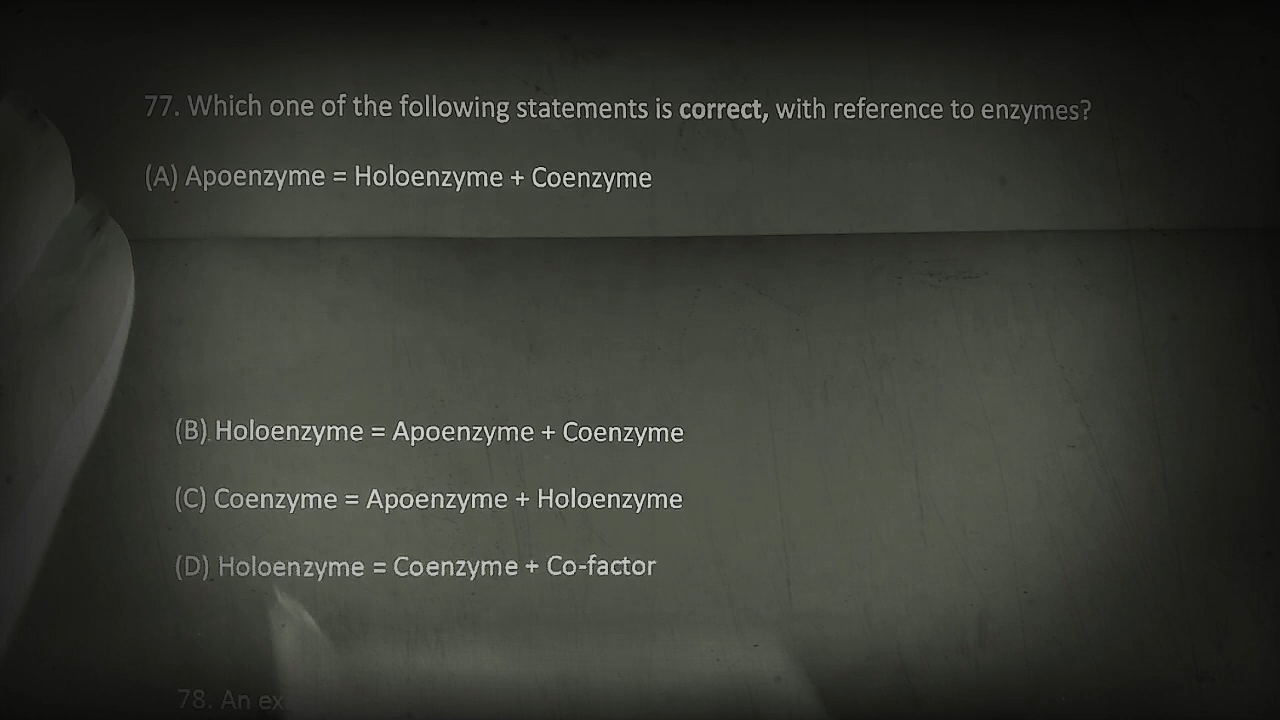 77. Which one of the following statements is correct, with reference to enzymes?
(A) Apoenzyme = Holoenzyme + Coenzyme
(B) Holoenzyme = Apoenzyme + Coenzyme
(C) Coenzyme = Apoenzyme + Holoenzyme
(D) Holoenzyme = Coenzyme + Co-factor
78. An